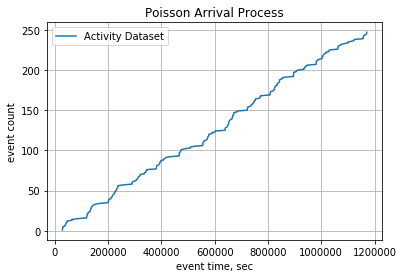 Poisson Arrival Process
Activity Dataset
250
200
150
100
50
0
event count
0 200000 400000 600000 800000 1000000 1200000
event time, sec